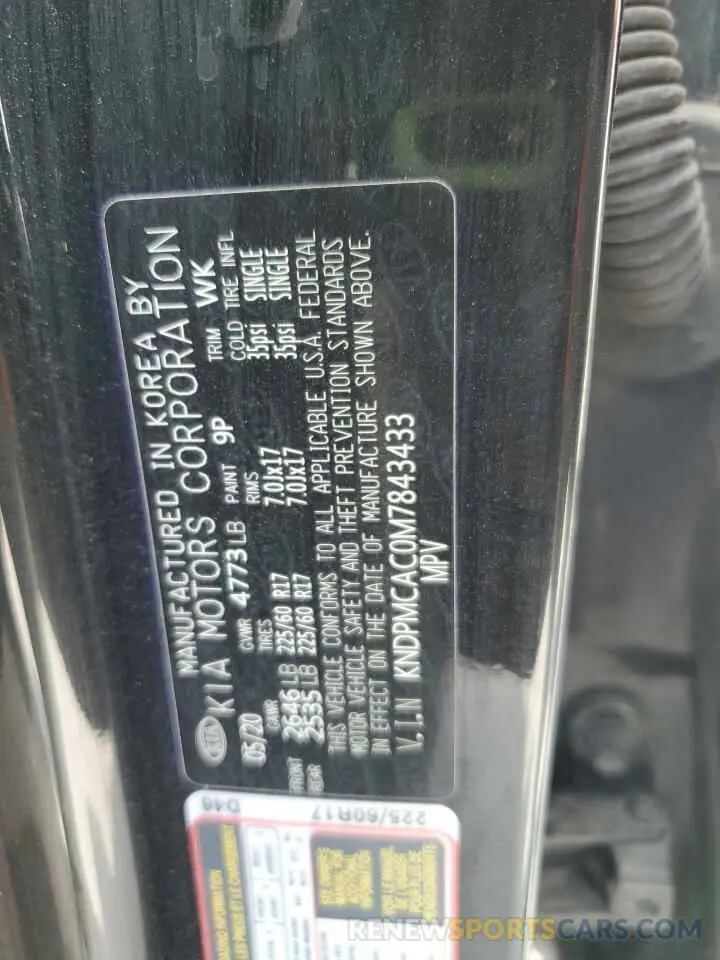 MANUFACTURED IN KOREA BY
KIA KIA MOTORS CORPORATION
05/20 GVWR 4773LB PAINT 9P TRIM WK
GAWR TIRES RIMS COLD TIRE INFL
FRONT 2646LB 225/60 R17 7.0Jx17 35psi SINGLE
REAR 2535LB 225/60 R17 7.0Jx17 35psi SINGLE
THIS VEHICLE CONFORMS TO ALL APPLICABLE U.S.A. FEDERAL
MOTOR VEHICLE SAFETY AND THEFT PREVENTION STANDARDS
IN EFFECT ON THE DATE OF MANUFACTURE SHOWN ABOVE.
V.I.N KNDPMCAC0M7843433
MPV
D46
225/60R17
RENEWSPORTSCARS.COM